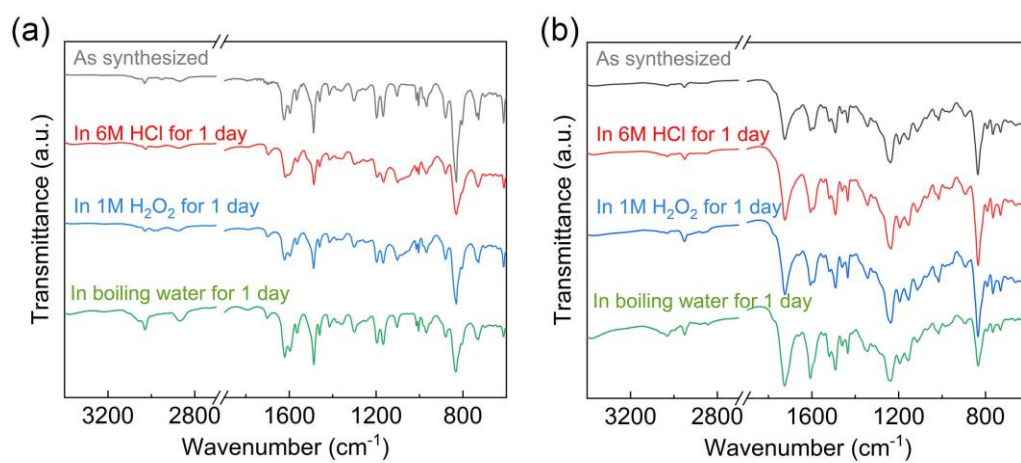 (a)
As synthesized
In 6M HCl for 1 day
In 1M H₂O₂ for 1 day
In boiling water for 1 day
Transmittance (a.u.)
3200 2800 1600 1200 800
Wavenumber (cm⁻¹)
(b)
As synthesized
In 6M HCl for 1 day
In 1M H₂O₂ for 1 day
In boiling water for 1 day
Transmittance (a.u.)
3200 2800 1600 1200 800
Wavenumber (cm⁻¹)